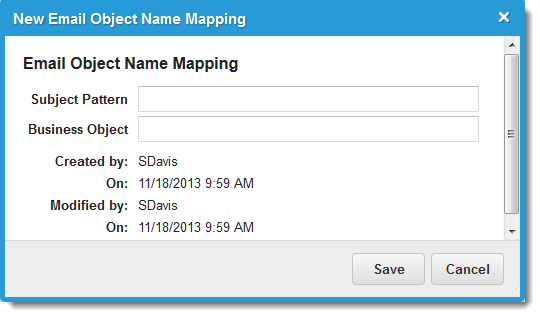 New Email Object Name Mapping
Email Object Name Mapping
Subject Pattern
Business Object
Created by: SDavis
On: 11/18/2013 9:59 AM
Modified by: SDavis
On: 11/18/2013 9:59 AM
Save Cancel